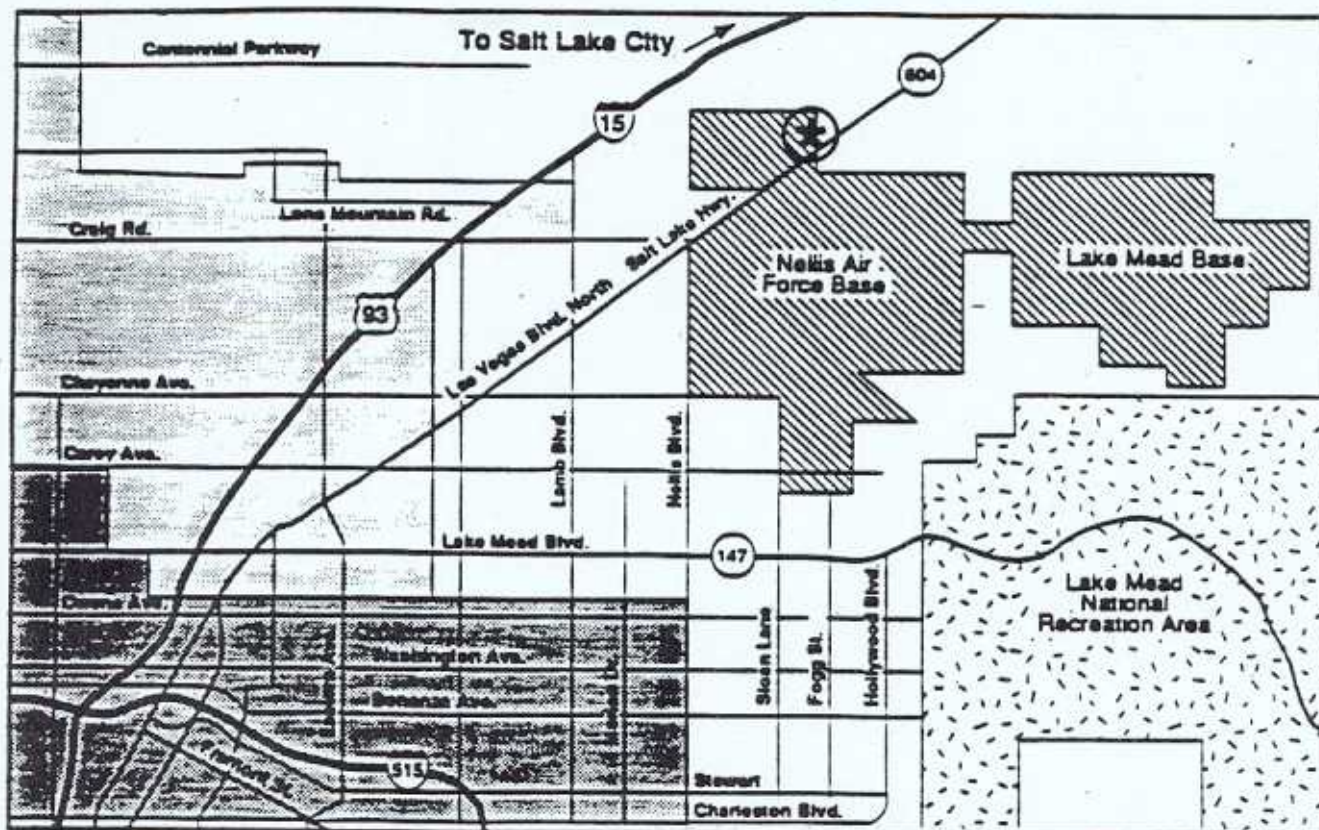 Centennial Parkway
To Salt Lake City
604
15
Lone Mountain Rd.
Craig Rd.
Salt Lake Hwy.
Las Vegas Blvd. North
Nellis Air
Force Base
Lake Mead Base
93
Cheyenne Ave.
Carey Ave.
Lamb Blvd.
Nellis Blvd.
Lake Mead Blvd.
147
Owens Ave.
Lake Mead
National
Recreation Area
Washington Ave.
Bonanza Ave.
Sloan Lane
Fogg St.
Hollywood Blvd.
Fremont St.
515
Stewart
Charleston Blvd.